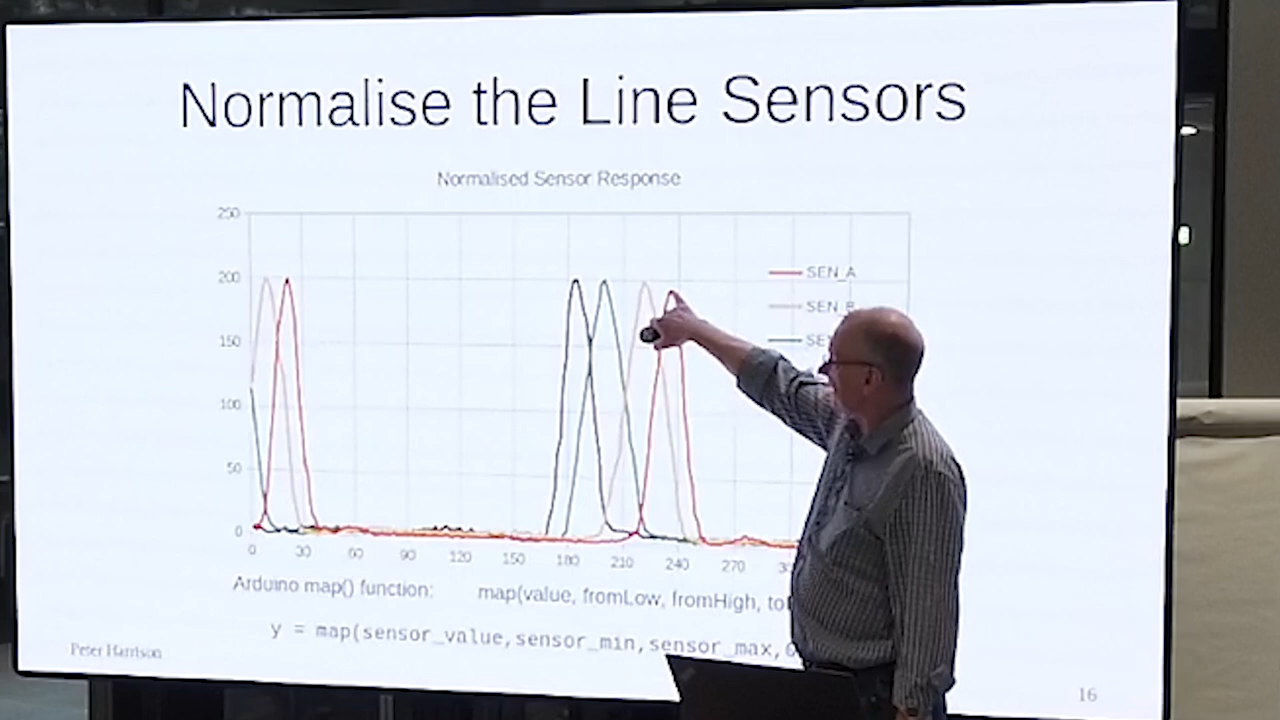 Normalise the Line Sensors
Normalised Sensor Response
250
200
150
100
50
0
0 30 60 90 120 150 180 210 240 270
SEN_A
SEN_B
Arduino map() function: map(value, fromLow, fromHigh,
y = map(sensor_value,sensor_min,sensor_max,
Peter Harrison
16